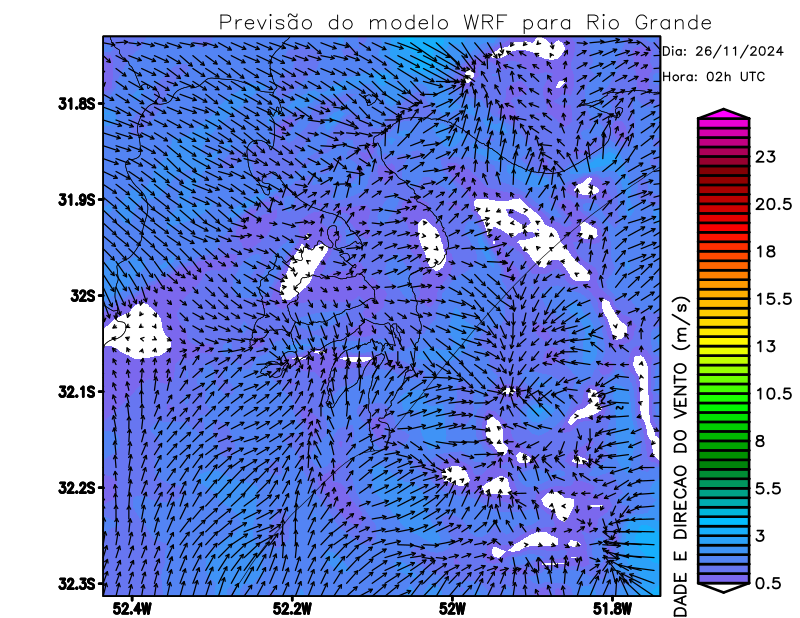 Previsão do modelo WRF para Rio Grande
Dia: 26/11/2024
Hora: 02h UTC
31.8S
31.9S
32S
32.1S
32.2S
32.3S
52.4W
52.2W
52W
51.8W
23
20.5
18
15.5
13
10.5
8
5.5
3
0.5
DADE E DIRECAO DO VENTO (m/s)